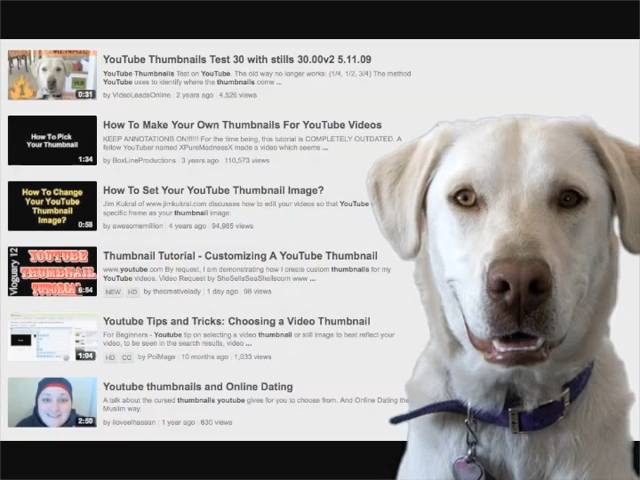 YouTube Thumbnails Test 30 with stills 30.00v2 5.11.09
YouTube Thumbnails Test on YouTube. The old way no longer works: (1/4, 1/2, 3/4) The method
YouTube uses to identify where the thumbnails come ...
0:31
by VideoLeadsOnline 2 years ago 4,526 views
How To Pick
Your Thumbnail
1:34
How To Make Your Own Thumbnails For YouTube Videos
KEEP ANNOTATIONS ON!!!!! For the time being, this tutorial is COMPLETELY OUTDATED. A
fellow YouTuber named XPureMadnessX made a video which seems ...
by BoxLineProductions 3 years ago 110,573 views
How To Change
Your YouTube
Thumbnail
Image?
0:58
How To Set Your YouTube Thumbnail Image?
Jim Kukral of www.jimkukral.com discusses how to edit your videos so that YouTube
specific frame as your thumbnail image.
by awesomemillion 4 years ago 94,985 views
Vloguary 12
YOUTUBE
THUMBNAIL
TUTORIAL
6:54
Thumbnail Tutorial - Customizing A YouTube Thumbnail
www.youtube.com By request, I am demonstrating how I create custom thumbnails for my
YouTube videos. Video Request by SheSellsSeaShellscom www ...
NEW HD by thecreativelady 1 day ago 98 views
1:04
Youtube Tips and Tricks: Choosing a Video Thumbnail
For Beginners - Youtube tip on selecting a video thumbnail or still image to best reflect your
video, to be seen in the search results, video ...
HD CC by PolMage 10 months ago 1,033 views
2:50
Youtube thumbnails and Online Dating
A talk about the cursed thumbnails youtube gives for you to choose from. And Online Dating the
Muslim way.
by iloveelhassan 1 year ago 630 views